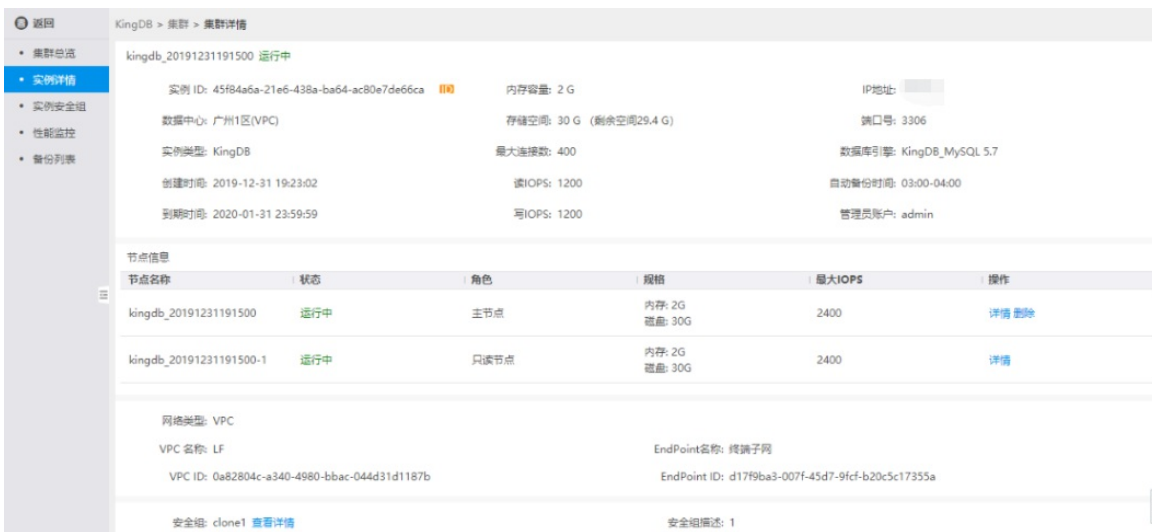 返回
KingDB > 集群 > 集群详情
• 集群总览
• 实例详情
• 实例安全组
• 性能监控
• 备份列表
kingdb_20191231191500 运行中
实例 ID: 45f84a6a-21e6-438a-ba64-ac80e7de66ca 内存容量: 2 G IP地址:
数据中心: 广州1区(VPC) 存储空间: 30 G (剩余空间29.4 G) 端口号: 3306
实例类型: KingDB 最大连接数: 400 数据库引擎: KingDB_MySQL 5.7
创建时间: 2019-12-31 19:23:02 读IOPS: 1200 自动备份时间: 03:00-04:00
到期时间: 2020-01-31 23:59:59 写IOPS: 1200 管理员账户: admin
节点信息
节点名称 状态 角色 规格 最大IOPS 操作
kingdb_20191231191500 运行中 主节点 内存: 2G 2400 详情 删除
磁盘: 30G
kingdb_20191231191500-1 运行中 只读节点 内存: 2G 2400 详情
磁盘: 30G
网络类型: VPC
VPC 名称: LF EndPoint名称: 终端子网
VPC ID: 0a82804c-a340-4980-bbac-044d31d1187b EndPoint ID: d17f9ba3-007f-45d7-9fcf-b20c5c17355a
安全组: clone1 查看详情 安全组描述: 1